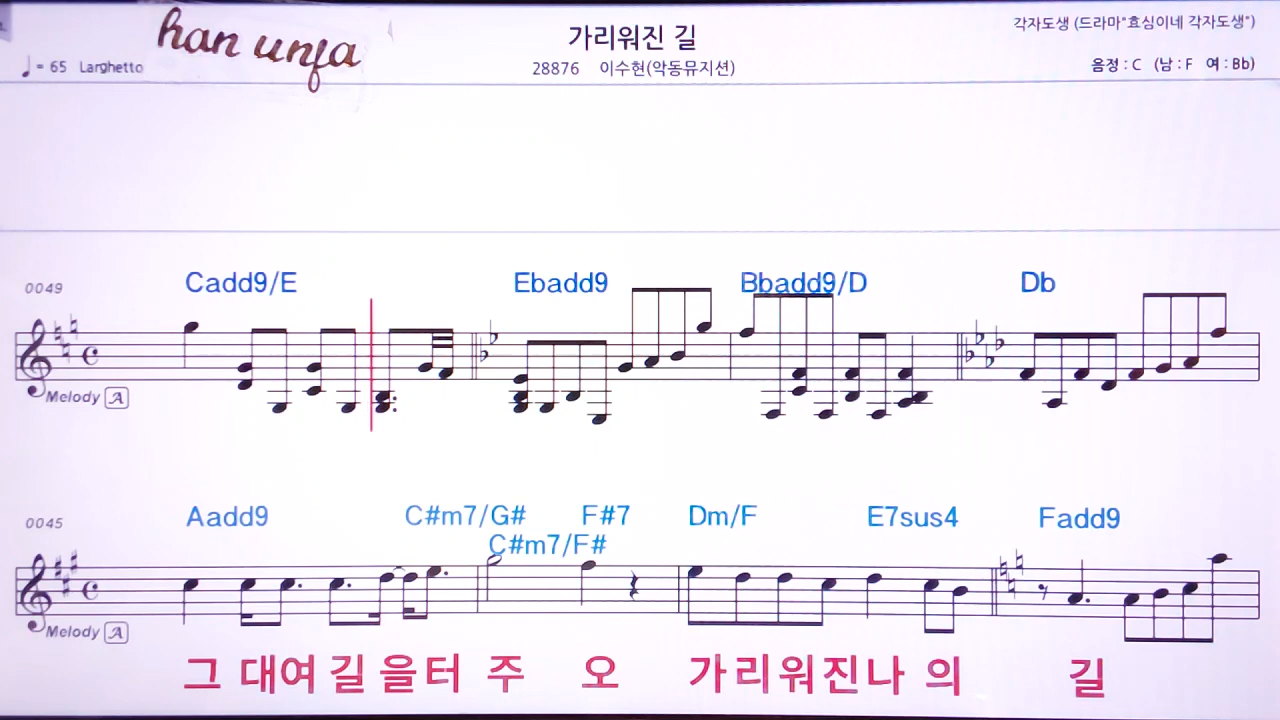 han unja
가리워진 길
각자도생 (드라마"효심이네 각자도생")
♩= 65 Larghetto
28876 이수현(악동뮤지션)
음정 : C (남 : F 여 : Bb)
0049
Cadd9/E Ebadd9 Bbadd9/D Db
Melody A
0045
Aadd9 C#m7/G# F#7 Dm/F E7sus4 Fadd9
C#m7/F#
Melody A
그 대여 길 을터 주 오 가리워진나 의 길